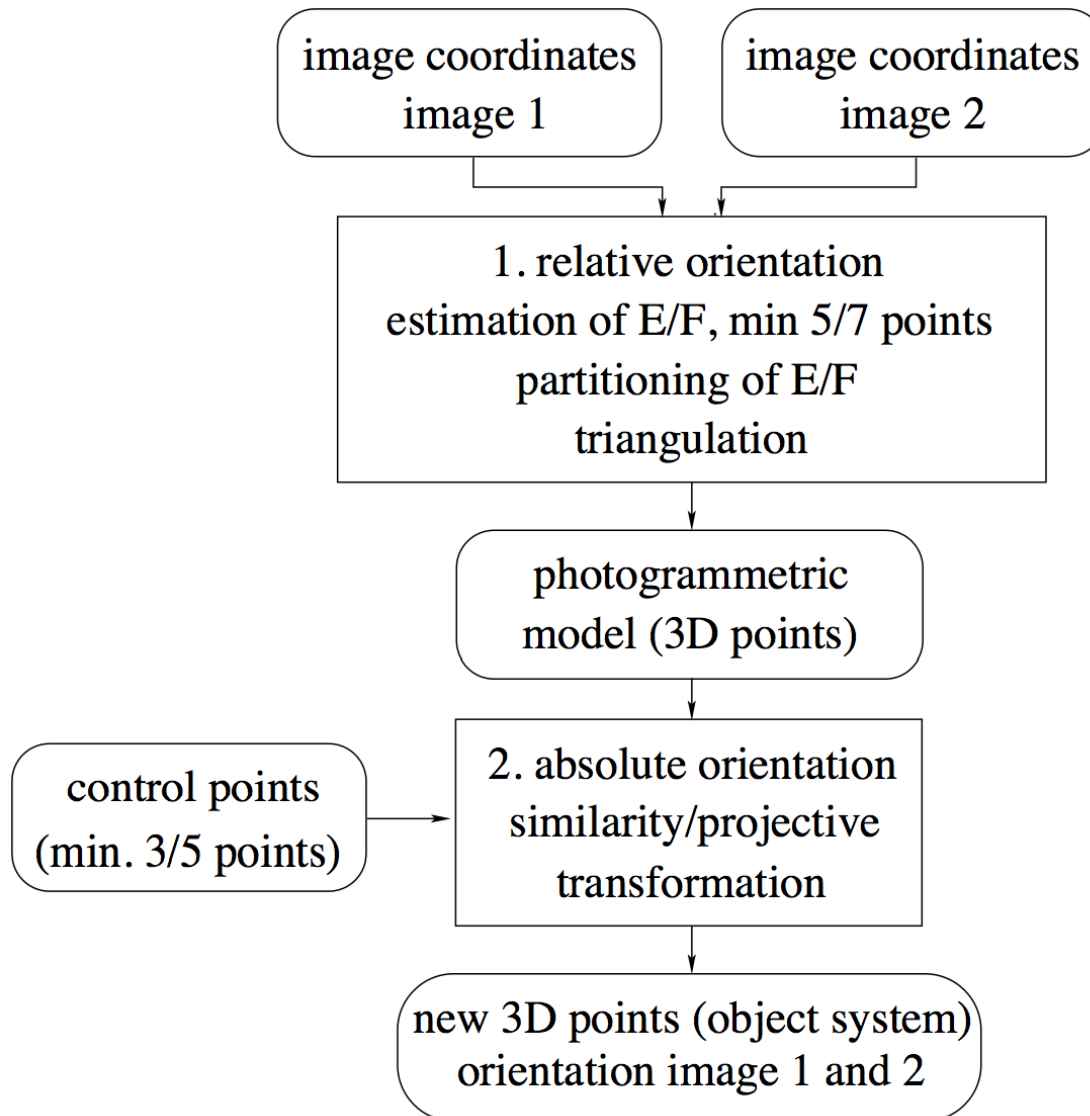 image coordinates
image 1
image coordinates
image 2
1. relative orientation
estimation of E/F, min 5/7 points
partitioning of E/F
triangulation
photogrammetric
model (3D points)
control points
(min. 3/5 points)
2. absolute orientation
similarity/projective
transformation
new 3D points (object system)
orientation image 1 and 2